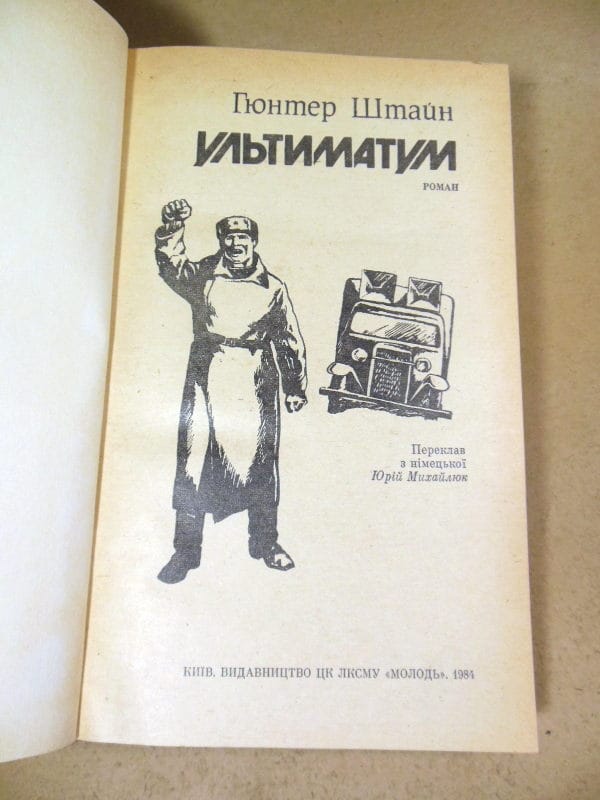 Гюнтер Штайн
УЛЬТИМАТУМ
РОМАН
Переклав
з німецької
Юрій Михайлюк
КИЇВ. ВИДАВНИЦТВО ЦК ЛКСМУ «МОЛОДЬ». 1984